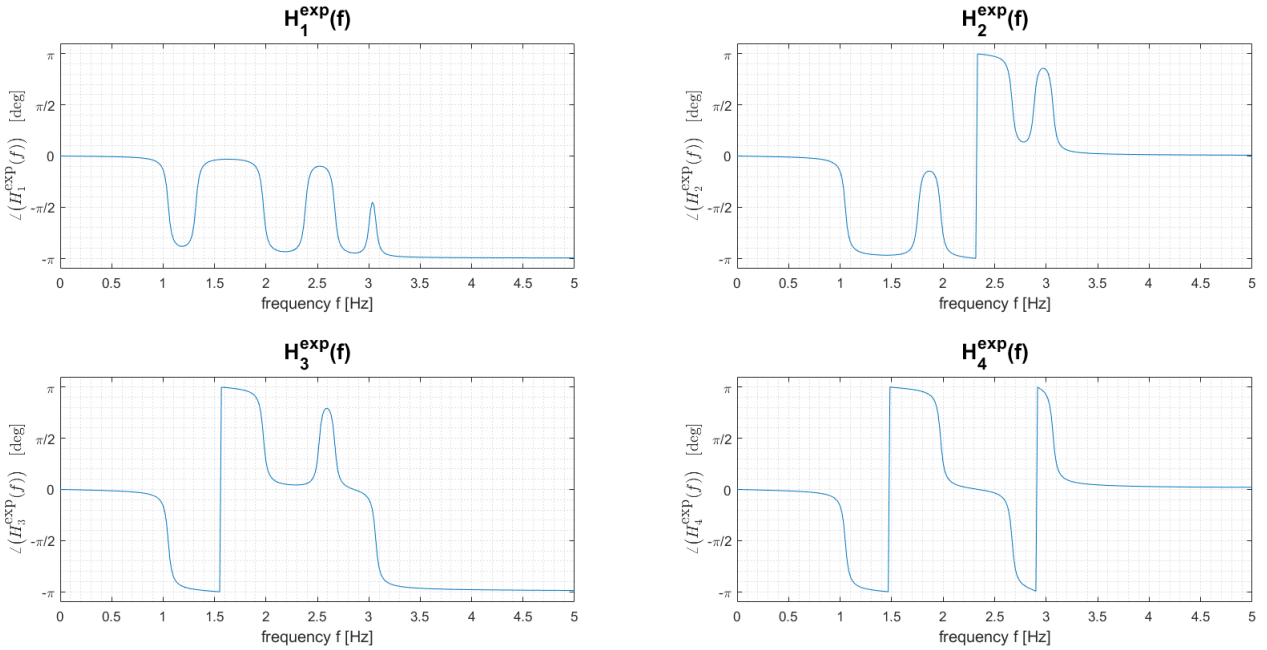 H₁ᵉˣᵖ(f)
π
π/2
0
-π/2
-π
∠(H₁ᵉˣᵖ(f)) [deg]
0 0.5 1 1.5 2 2.5 3 3.5 4 4.5 5
frequency f [Hz]
H₂ᵉˣᵖ(f)
π
π/2
0
-π/2
-π
∠(H₂ᵉˣᵖ(f)) [deg]
0 0.5 1 1.5 2 2.5 3 3.5 4 4.5 5
frequency f [Hz]
H₃ᵉˣᵖ(f)
π
π/2
0
-π/2
-π
∠(H₃ᵉˣᵖ(f)) [deg]
0 0.5 1 1.5 2 2.5 3 3.5 4 4.5 5
frequency f [Hz]
H₄ᵉˣᵖ(f)
π
π/2
0
-π/2
-π
∠(H₄ᵉˣᵖ(f)) [deg]
0 0.5 1 1.5 2 2.5 3 3.5 4 4.5 5
frequency f [Hz]